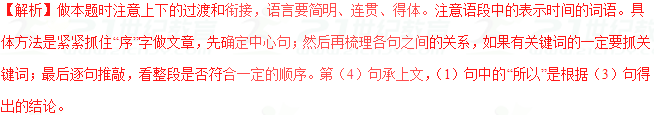 【解析】做本题时注意上下的过渡和衔接，语言要简明、连贯、得体。注意语段中的表示时间的词语。具
体方法是紧紧抓住“序”字做文章，先确定中心句；然后再梳理各句之间的关系，如果有关键词的一定要抓关
键词；最后逐句推敲，看整段是否符合一定的顺序。第（4）句承上文，（1）句中的“所以”是根据（3）句得
出的结论。